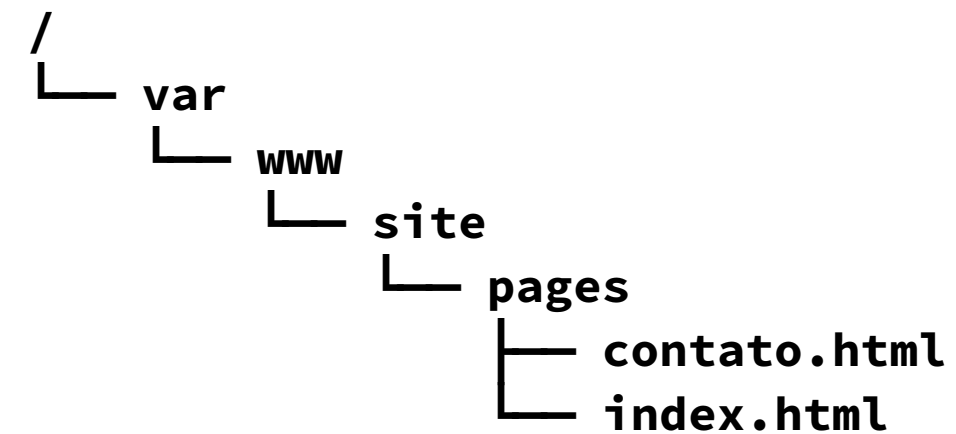 /
└── var
└── www
└── site
└── pages
├── contato.html
└── index.html